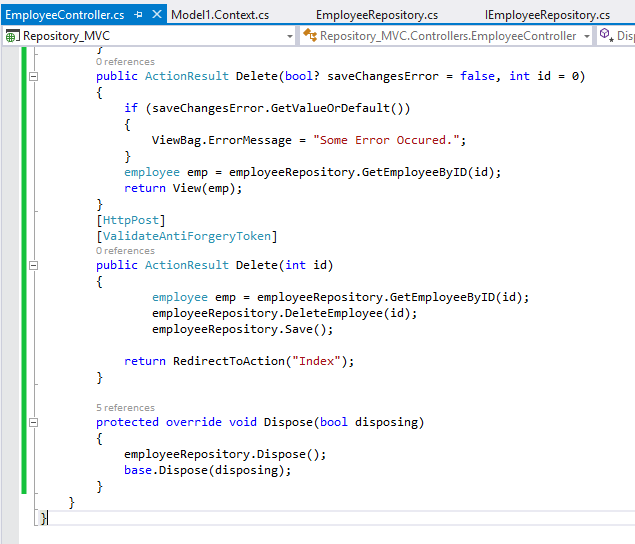 EmployeeController.cs Model1.Context.cs EmployeeRepository.cs IEmployeeRepository.cs
Repository_MVC Repository_MVC.Controllers.EmployeeController Disp
}
0 references
public ActionResult Delete(bool? saveChangesError = false, int id = 0)
{
if (saveChangesError.GetValueOrDefault())
{
ViewBag.ErrorMessage = "Some Error Occured.";
}
employee emp = employeeRepository.GetEmployeeByID(id);
return View(emp);
}
[HttpPost]
[ValidateAntiForgeryToken]
0 references
public ActionResult Delete(int id)
{
employee emp = employeeRepository.GetEmployeeByID(id);
employeeRepository.DeleteEmployee(id);
employeeRepository.Save();
return RedirectToAction("Index");
}
5 references
protected override void Dispose(bool disposing)
{
employeeRepository.Dispose();
base.Dispose(disposing);
}
}
}